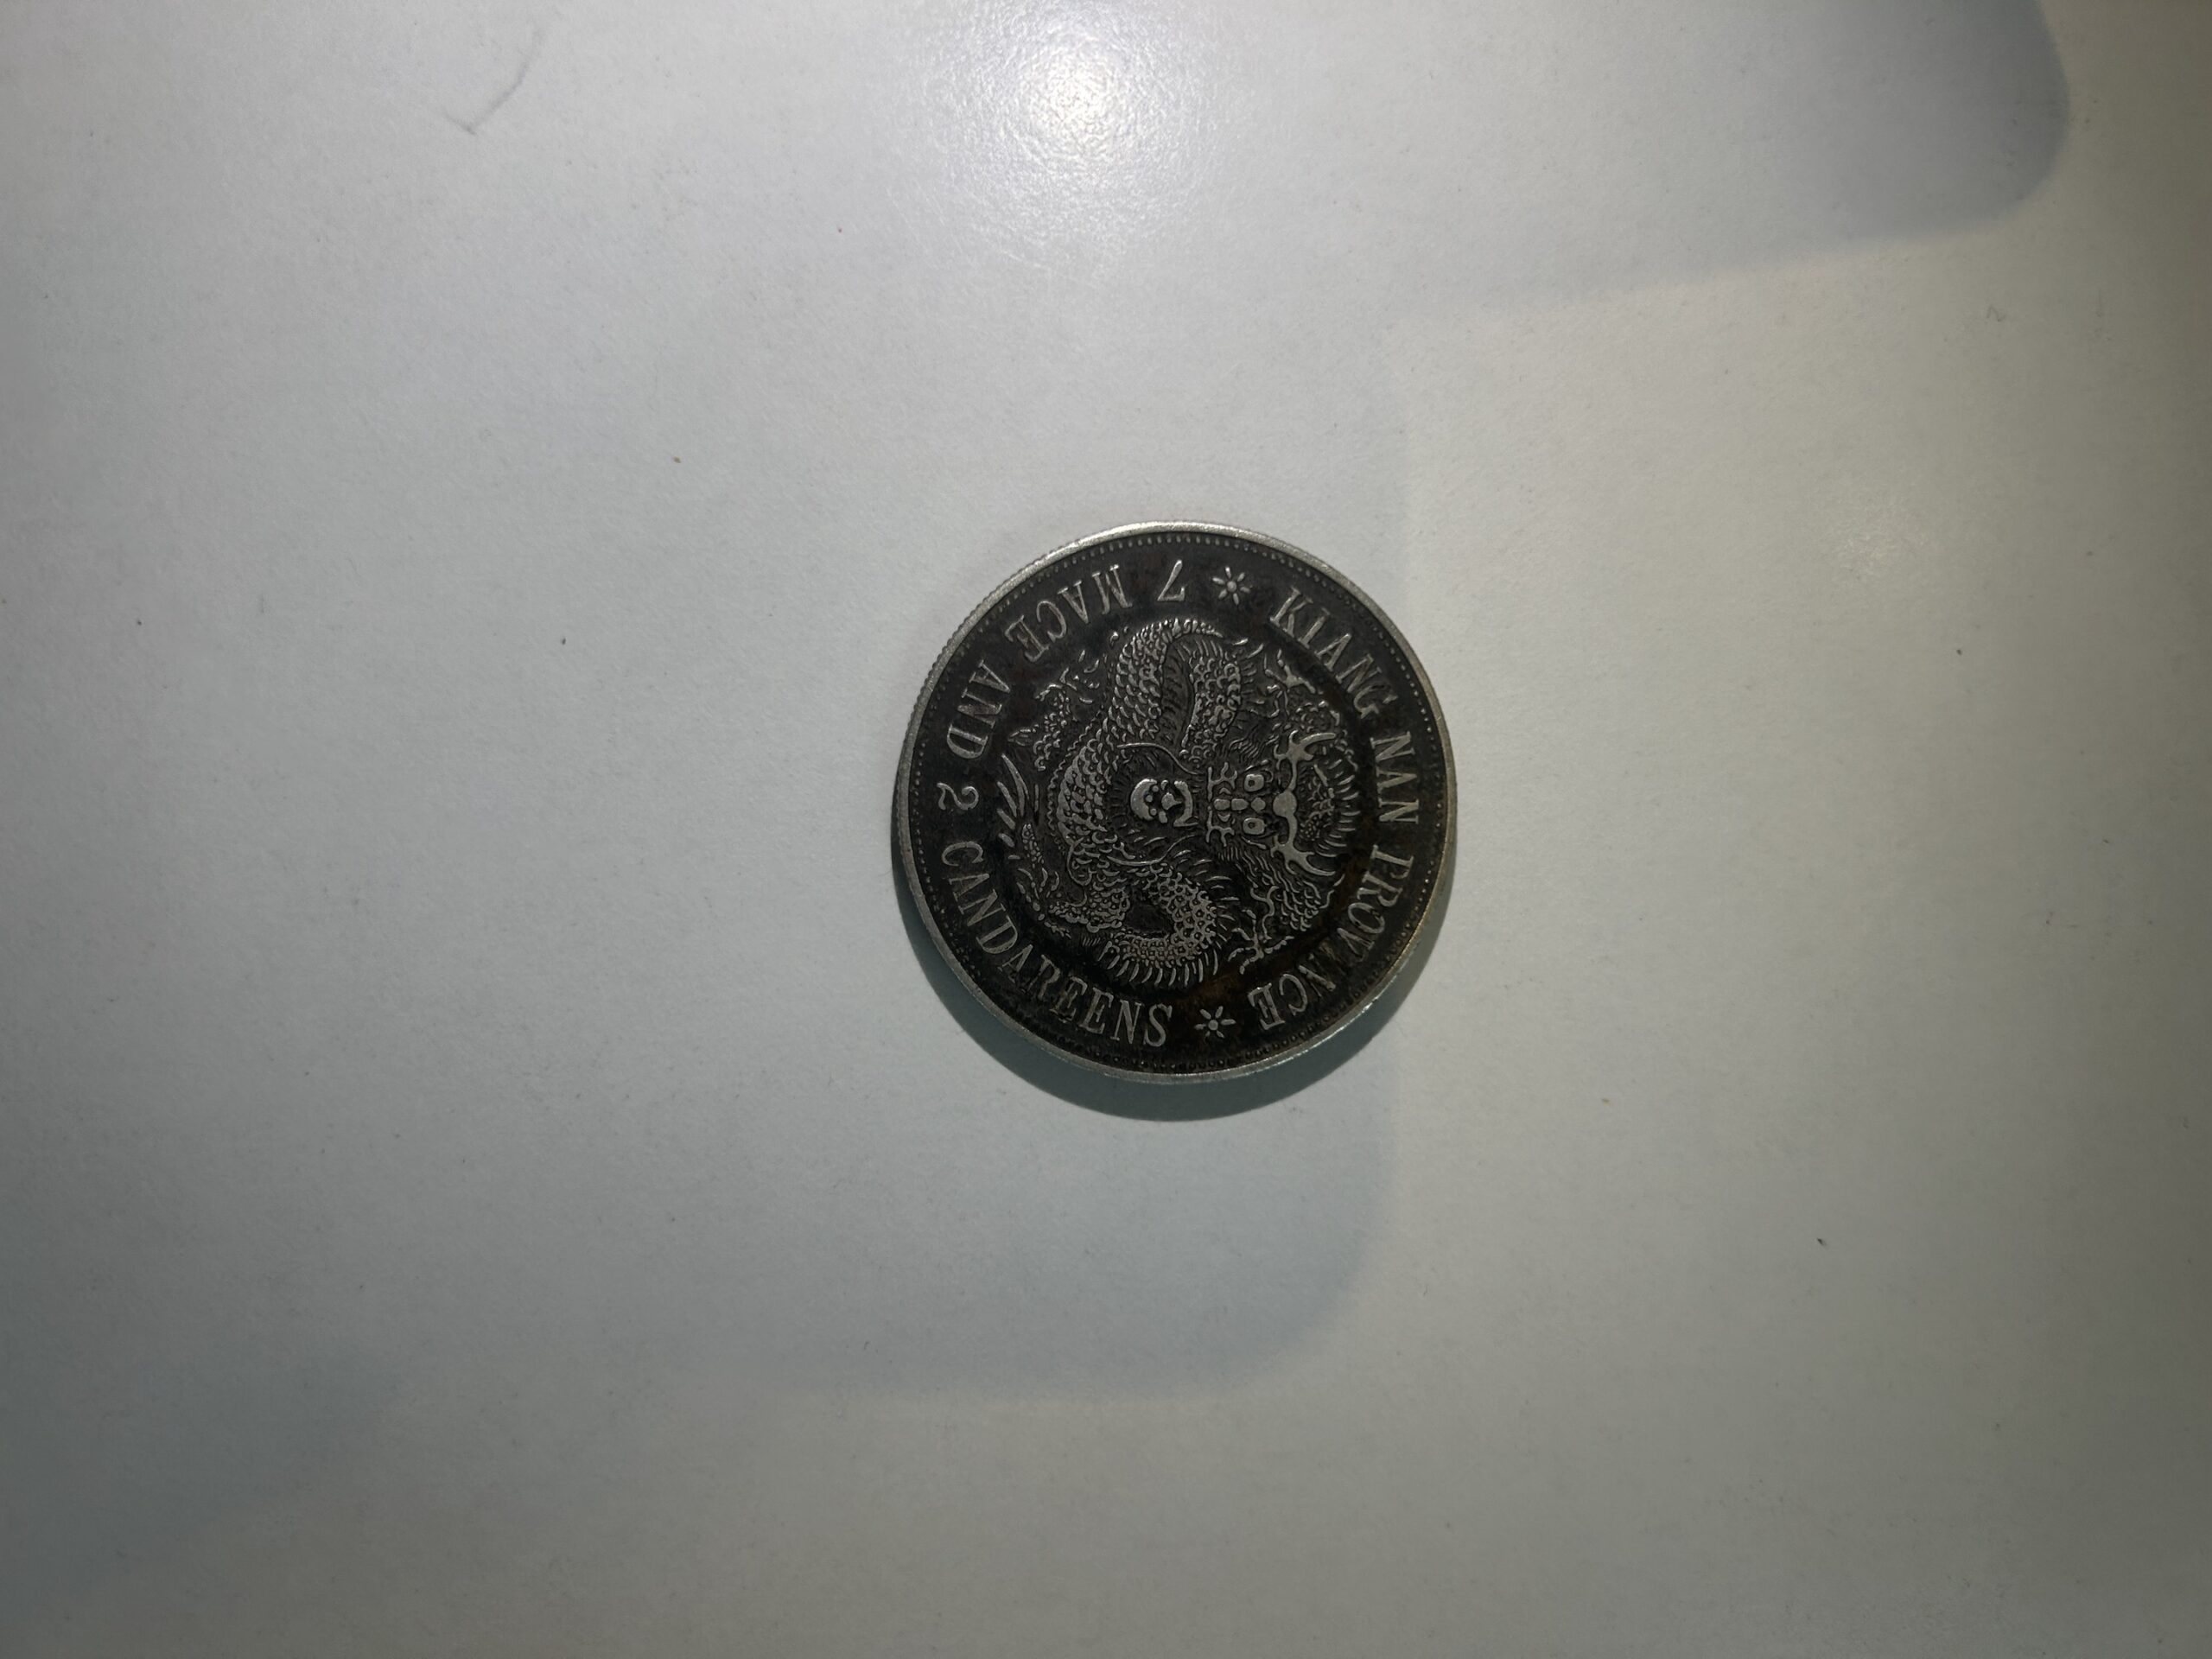 KIANG NAN PROVINCE
7 MACE AND 2 CANDAREENS